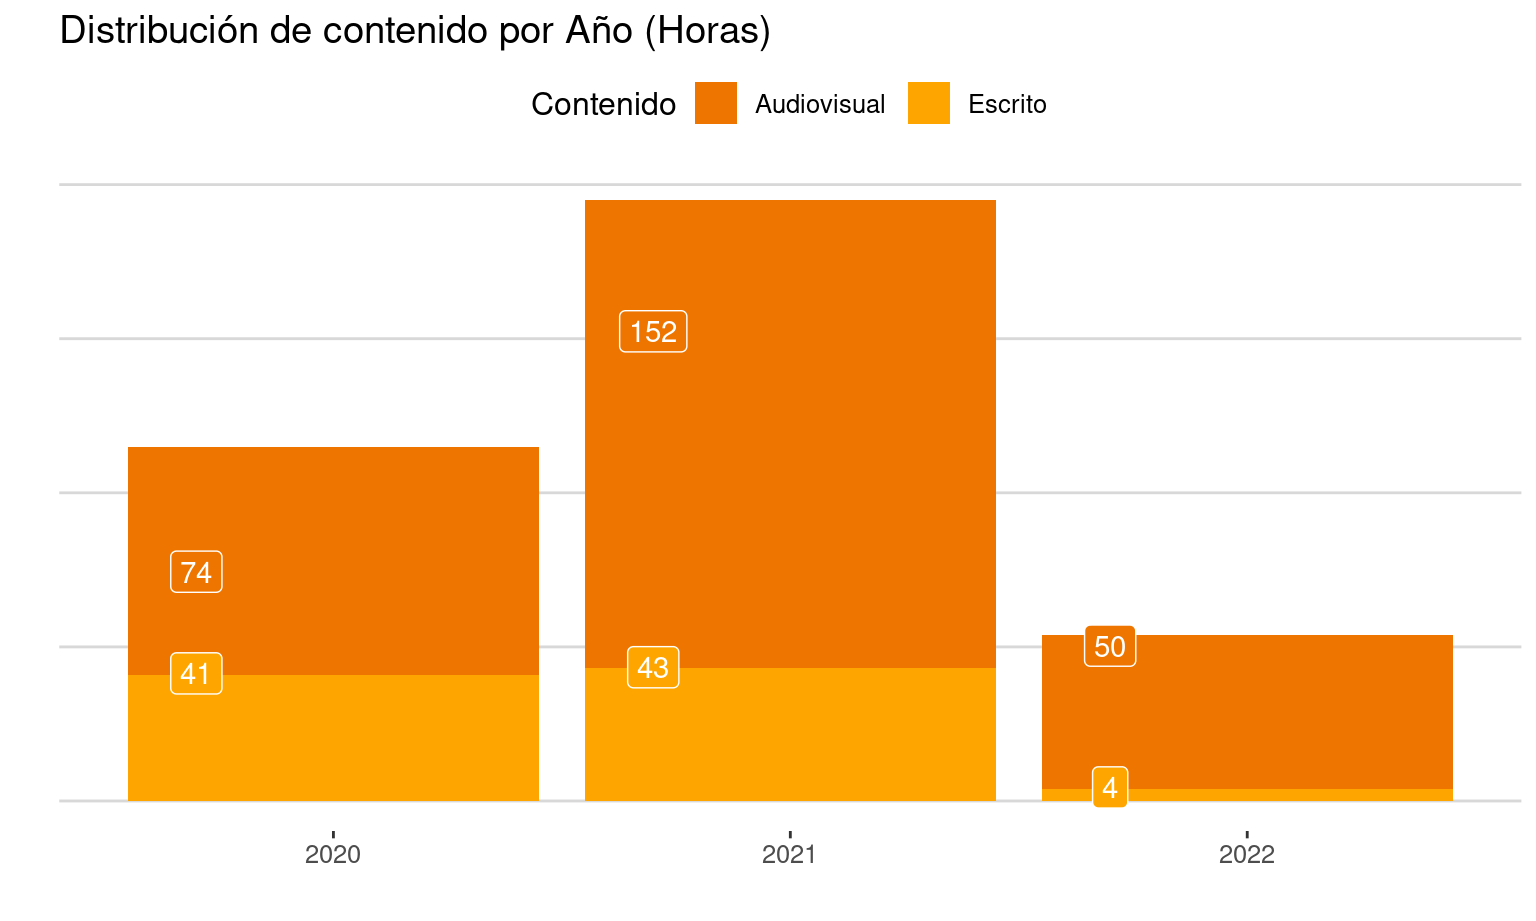 Distribución de contenido por Año (Horas)
Contenido Audiovisual Escrito
152
74
50
41
43
4
2020 2021 2022